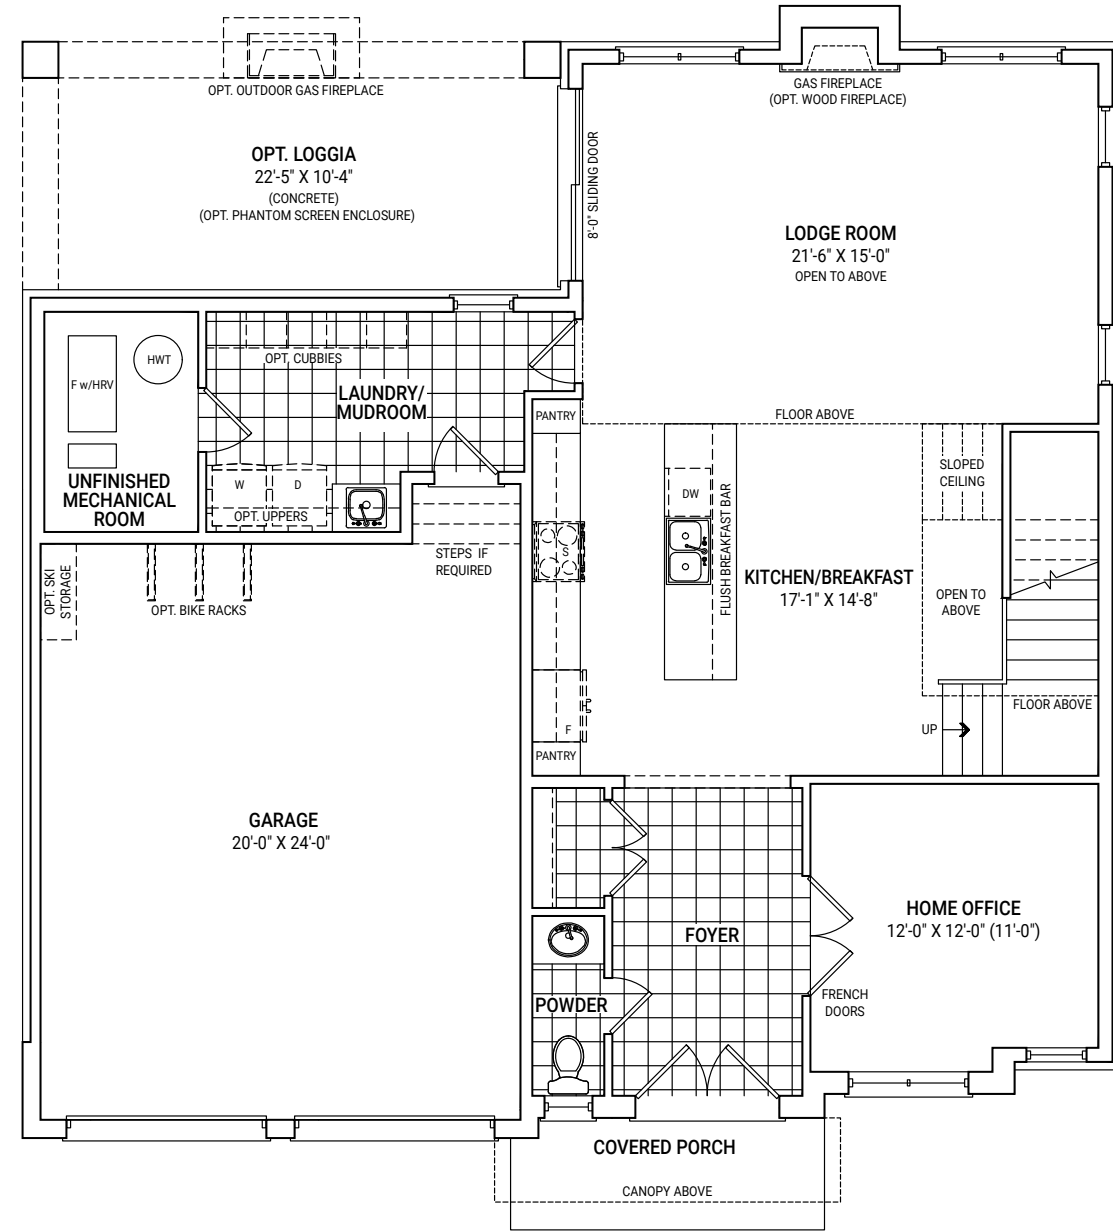 OPT. OUTDOOR GAS FIREPLACE
OPT. LOGGIA
22'-5" X 10'-4"
(CONCRETE)
(OPT. PHANTOM SCREEN ENCLOSURE)
GAS FIREPLACE
(OPT. WOOD FIREPLACE)
8'-0" SLIDING DOOR
LODGE ROOM
21'-6" X 15'-0"
OPEN TO ABOVE
F w/HRV
HWT
OPT. CUBBIES
LAUNDRY/
MUDROOM
UNFINISHED
MECHANICAL
ROOM
W
D
OPT. UPPERS
PANTRY
FLOOR ABOVE
SLOPED
CEILING
DW
FLUSH BREAKFAST BAR
S
STEPS IF
REQUIRED
OPT. SKI
STORAGE
OPT. BIKE RACKS
KITCHEN/BREAKFAST
17'-1" X 14'-8"
OPEN TO
ABOVE
FLOOR ABOVE
UP
F
PANTRY
GARAGE
20'-0" X 24'-0"
FOYER
HOME OFFICE
12'-0" X 12'-0" (11'-0")
FRENCH
DOORS
POWDER
COVERED PORCH
CANOPY ABOVE